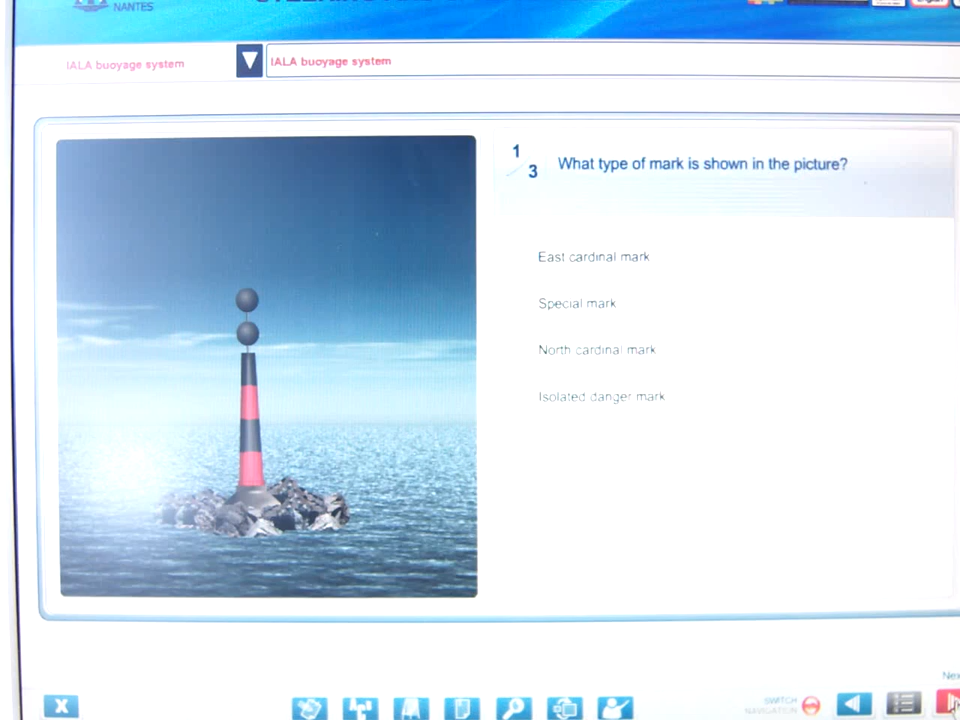 NANTES
IALA buoyage system
IALA buoyage system
1
3
What type of mark is shown in the picture?
East cardinal mark
Special mark
North cardinal mark
Isolated danger mark
SWITCH
NAVIGATION
X